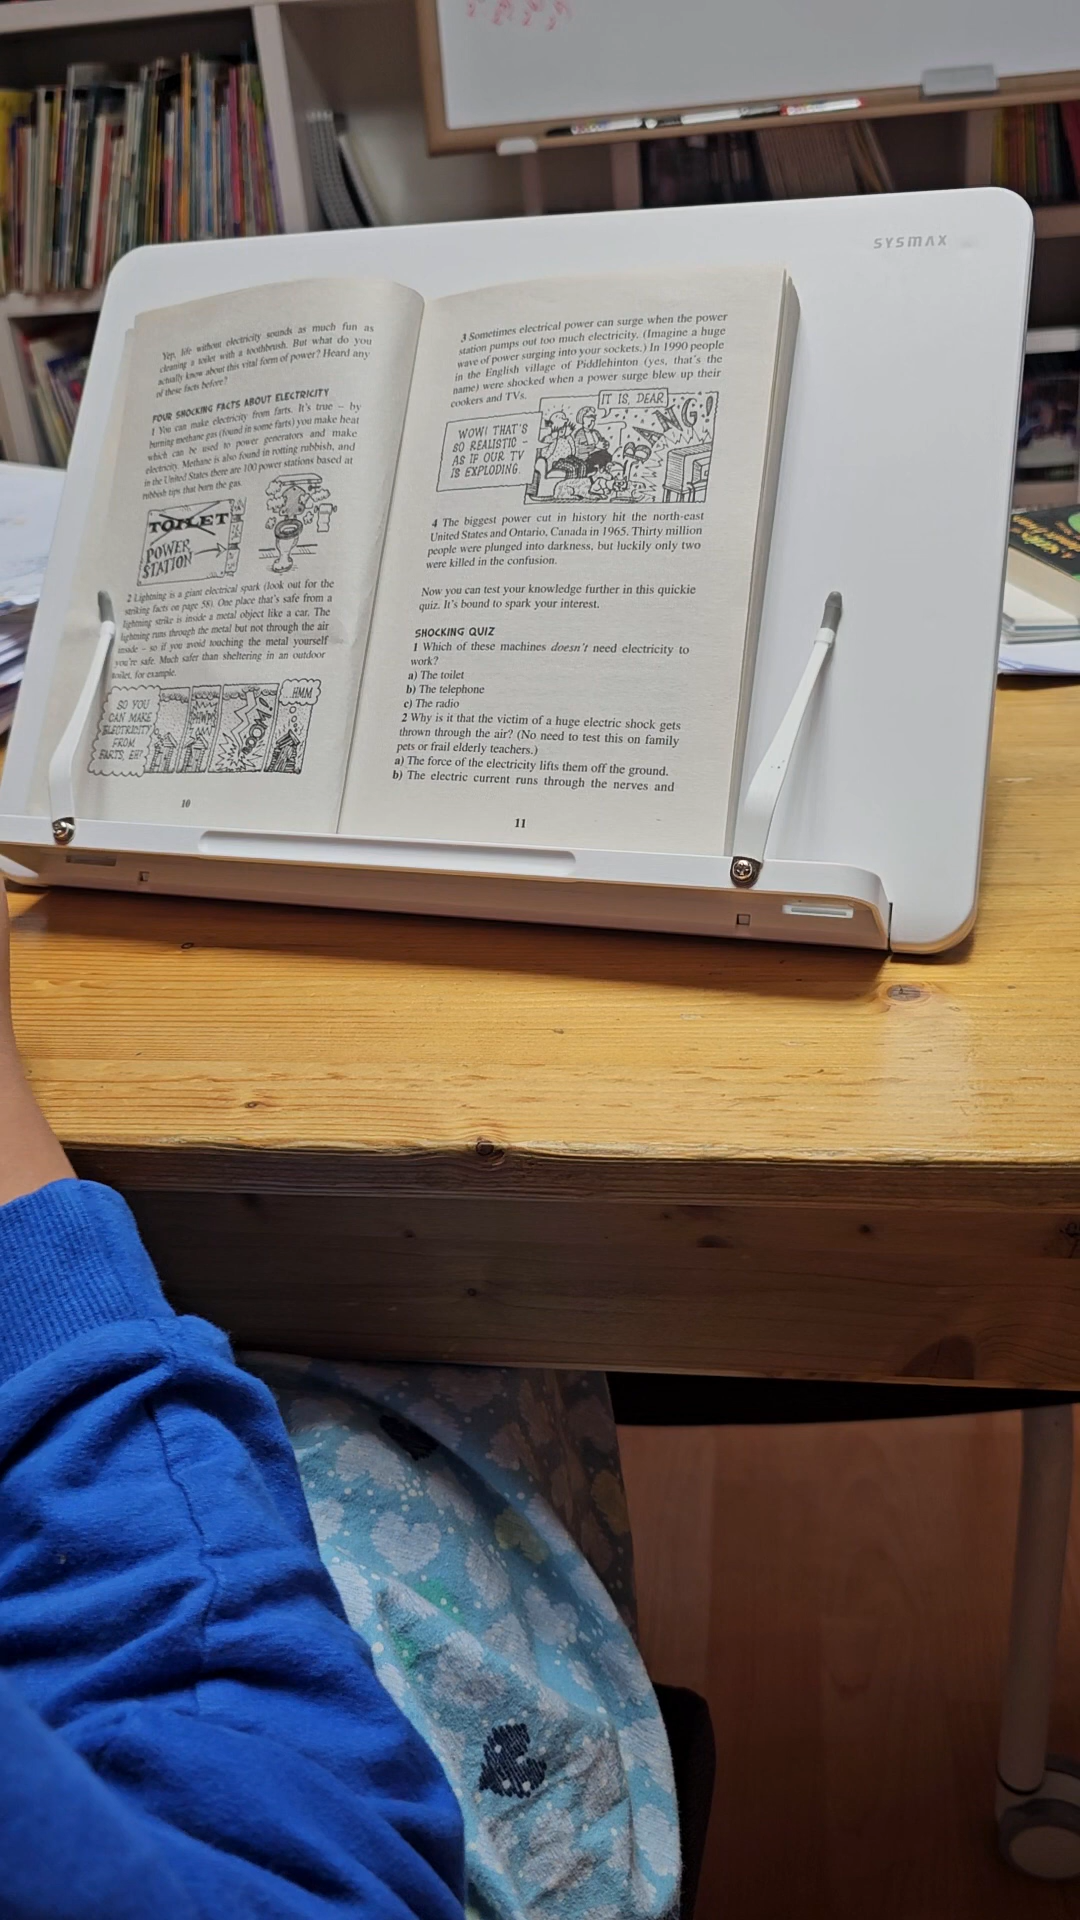 SYSMAX
Yep, life without electricity sounds as much fun as
cleaning a toilet with a toothbrush. But what do you
actually know about this vital form of power? Heard any
of these facts before?
FOUR SHOCKING FACTS ABOUT ELECTRICITY
1 You can make electricity from farts. It's true – by
burning methane gas (found in some farts) you make heat
which can be used to power generators and make
electricity. Methane is also found in rotting rubbish, and
in the United States there are 100 power stations based at
rubbish tips that burn the gas.
TOILET
POWER
STATION
2 Lightning is a giant electrical spark (look out for the
striking facts on page 58). One place that's safe from a
lightning strike is inside a metal object like a car. The
lightning runs through the metal but not through the air
inside – so if you avoid touching the metal yourself
you're safe. Much safer than sheltering in an outdoor
toilet, for example.
SO YOU
CAN MAKE
ELECTRICITY
FROM
FARTS, EH?
...HMM
10
3 Sometimes electrical power can surge when the power
station pumps out too much electricity. (Imagine a huge
wave of power surging into your sockets.) In 1990 people
in the English village of Piddlehinton (yes, that's the
name) were shocked when a power surge blew up their
cookers and TVs.
WOW! THAT'S
SO REALISTIC –
AS IF OUR TV
IS EXPLODING.
IT IS, DEAR
BANG!
4 The biggest power cut in history hit the north-east
United States and Ontario, Canada in 1965. Thirty million
people were plunged into darkness, but luckily only two
were killed in the confusion.
Now you can test your knowledge further in this quickie
quiz. It's bound to spark your interest.
SHOCKING QUIZ
1 Which of these machines doesn't need electricity to
work?
a) The toilet
b) The telephone
c) The radio
2 Why is it that the victim of a huge electric shock gets
thrown through the air? (No need to test this on family
pets or frail elderly teachers.)
a) The force of the electricity lifts them off the ground.
b) The electric current runs through the nerves and
11